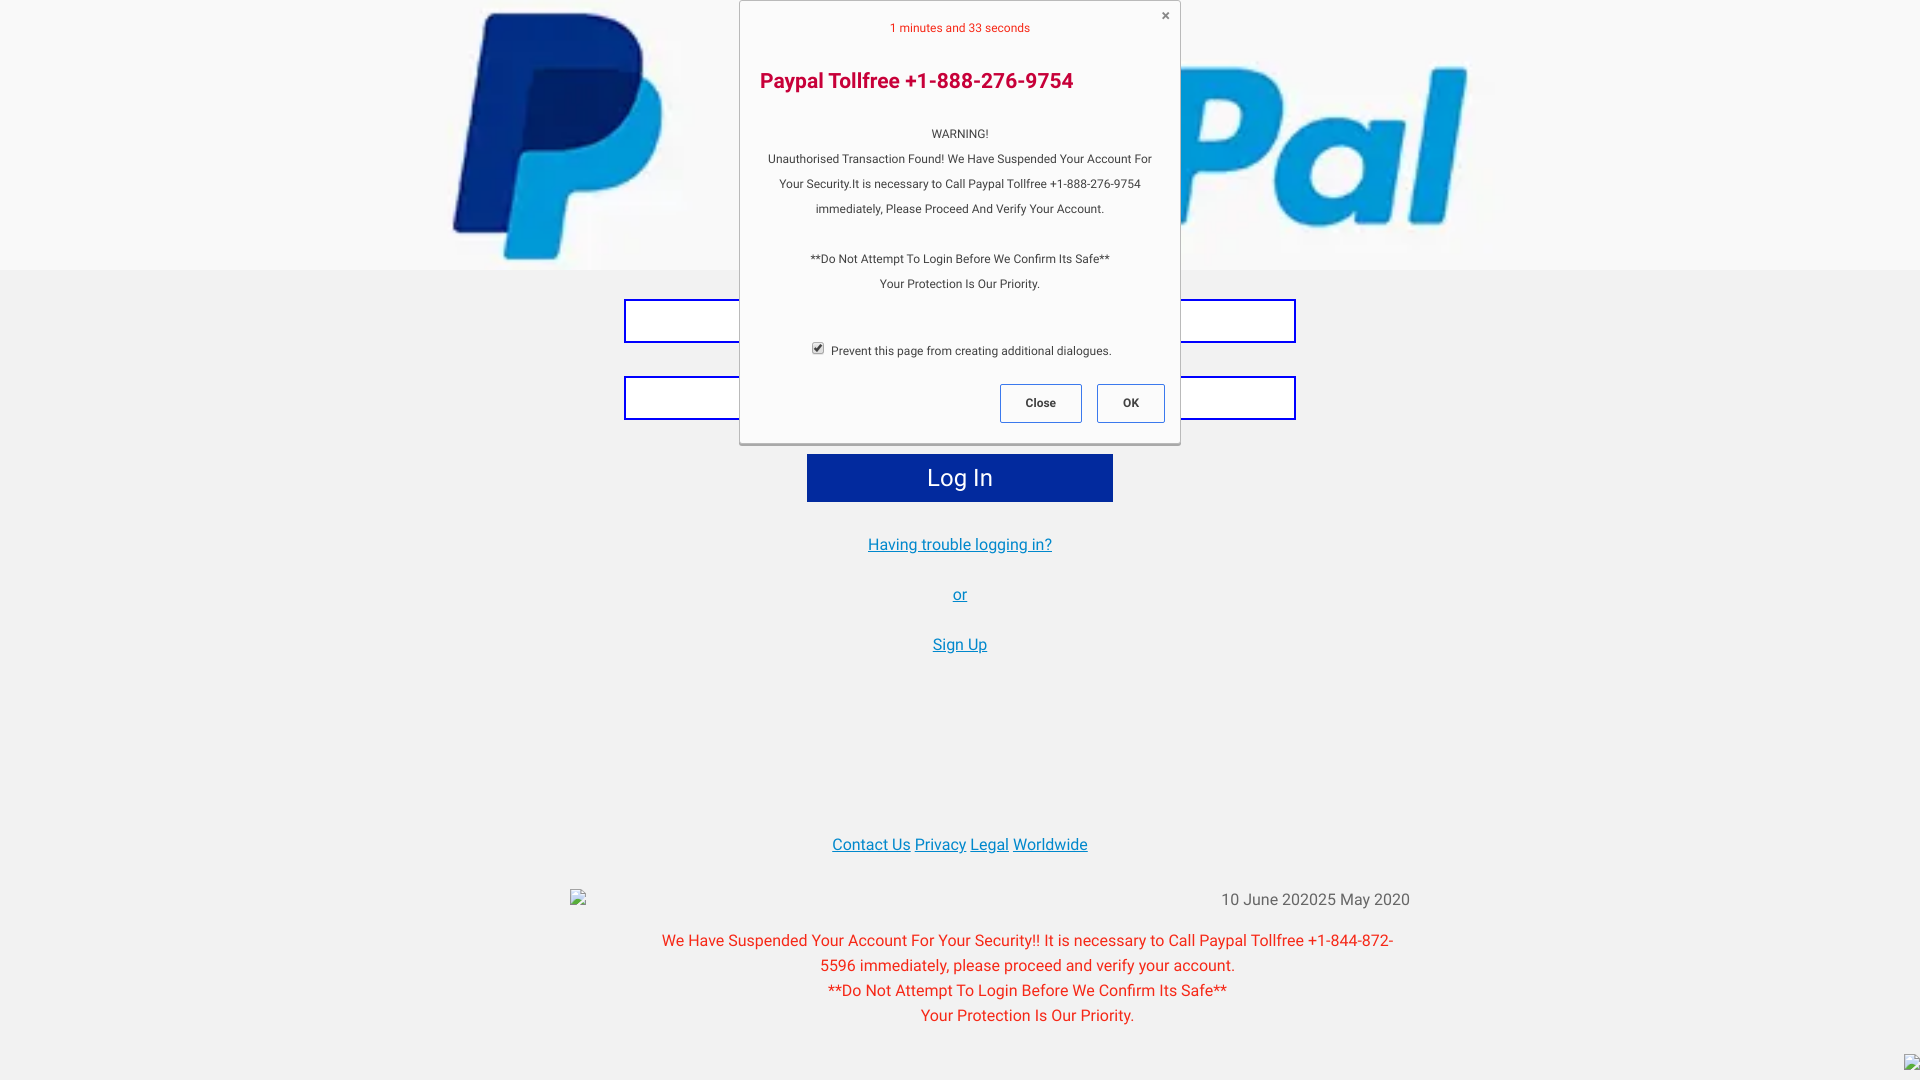 ×
1 minutes and 33 seconds
Paypal Tollfree +1-888-276-9754
WARNING!
Unauthorised Transaction Found! We Have Suspended Your Account For
Your Security.It is necessary to Call Paypal Tollfree +1-888-276-9754
immediately, Please Proceed And Verify Your Account.
**Do Not Attempt To Login Before We Confirm Its Safe**
Your Protection Is Our Priority.
Prevent this page from creating additional dialogues.
Close OK
Pal
Log In
Having trouble logging in?
or
Sign Up
Contact Us Privacy Legal Worldwide
10 June 202025 May 2020
We Have Suspended Your Account For Your Security!! It is necessary to Call Paypal Tollfree +1-844-872-
5596 immediately, please proceed and verify your account.
**Do Not Attempt To Login Before We Confirm Its Safe**
Your Protection Is Our Priority.